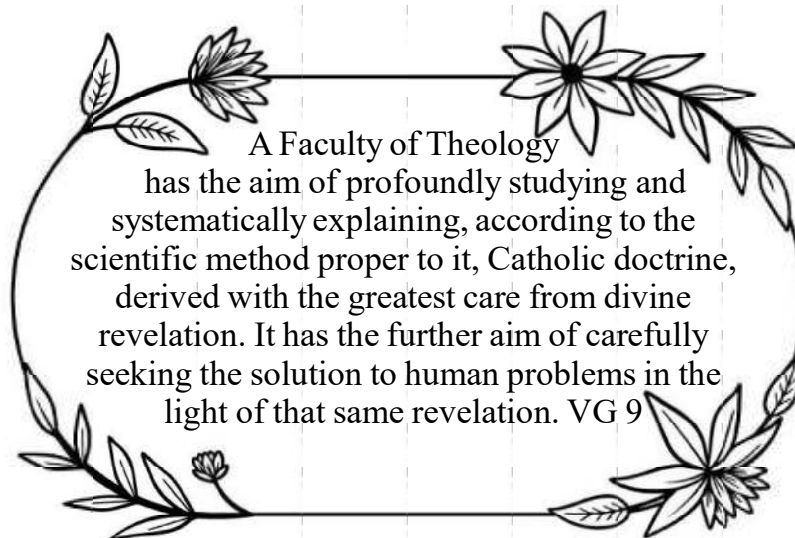 A Faculty of Theology
has the aim of profoundly studying and
systematically explaining, according to the
scientific method proper to it, Catholic doctrine,
derived with the greatest care from divine
revelation. It has the further aim of carefully
seeking the solution to human problems in the
light of that same revelation. VG 9